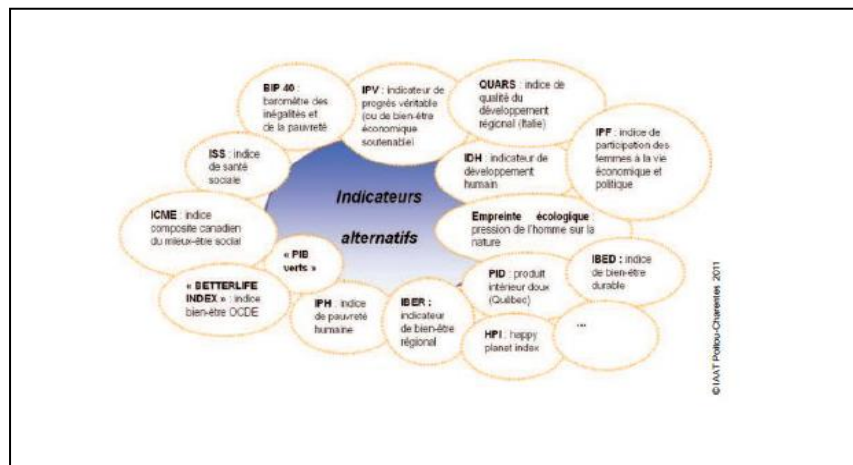 BIP 40 :
baromètre des
inégalités et
de la pauvreté
IPV : indicateur de
progrès véritable
(ou de bien-être
économique
soutenable)
QUARS : indice de
qualité du
développement
régional (Italie)
IPF : indice de
participation des
femmes à la vie
économique et
politique
ISS : indice
de santé
sociale
IDH : indicateur de
développement
humain
Indicateurs
alternatifs
ICME : indice
composite canadien
du mieux-être social
Empreinte écologique :
pression de l'homme sur la
nature
« PIB
verts »
« BETTERLIFE
INDEX » : indice
bien-être OCDE
IPH : indice
de pauvreté
humaine
IBER :
indicateur
de bien-être
régional
PID : produit
intérieur doux
(Québec)
IBED : indice
de bien-être
durable
HPI : happy
planet index
...
© IAAT Poitou-Charentes 2011